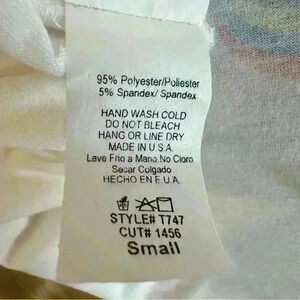 95% Polyester/Poliester
5% Spandex/ Spandex
HAND WASH COLD
DO NOT BLEACH
HANG OR LINE DRY
MADE IN U.S.A.
Lave Frio a Mano.No Cloro
Secar Colgado
HECHO EN E.U.A.
STYLE# T747
CUT# 1456
Small